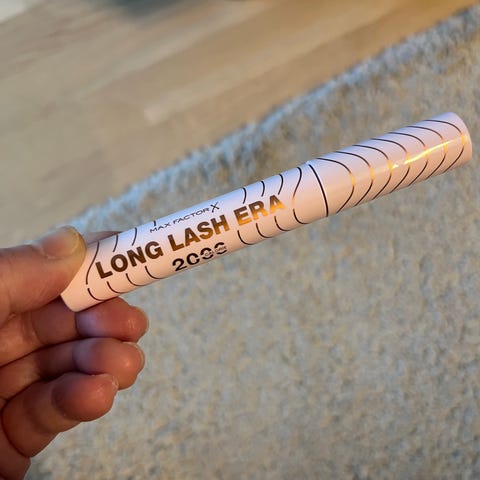 MAX FACTOR X
LONG LASH ERA
2000